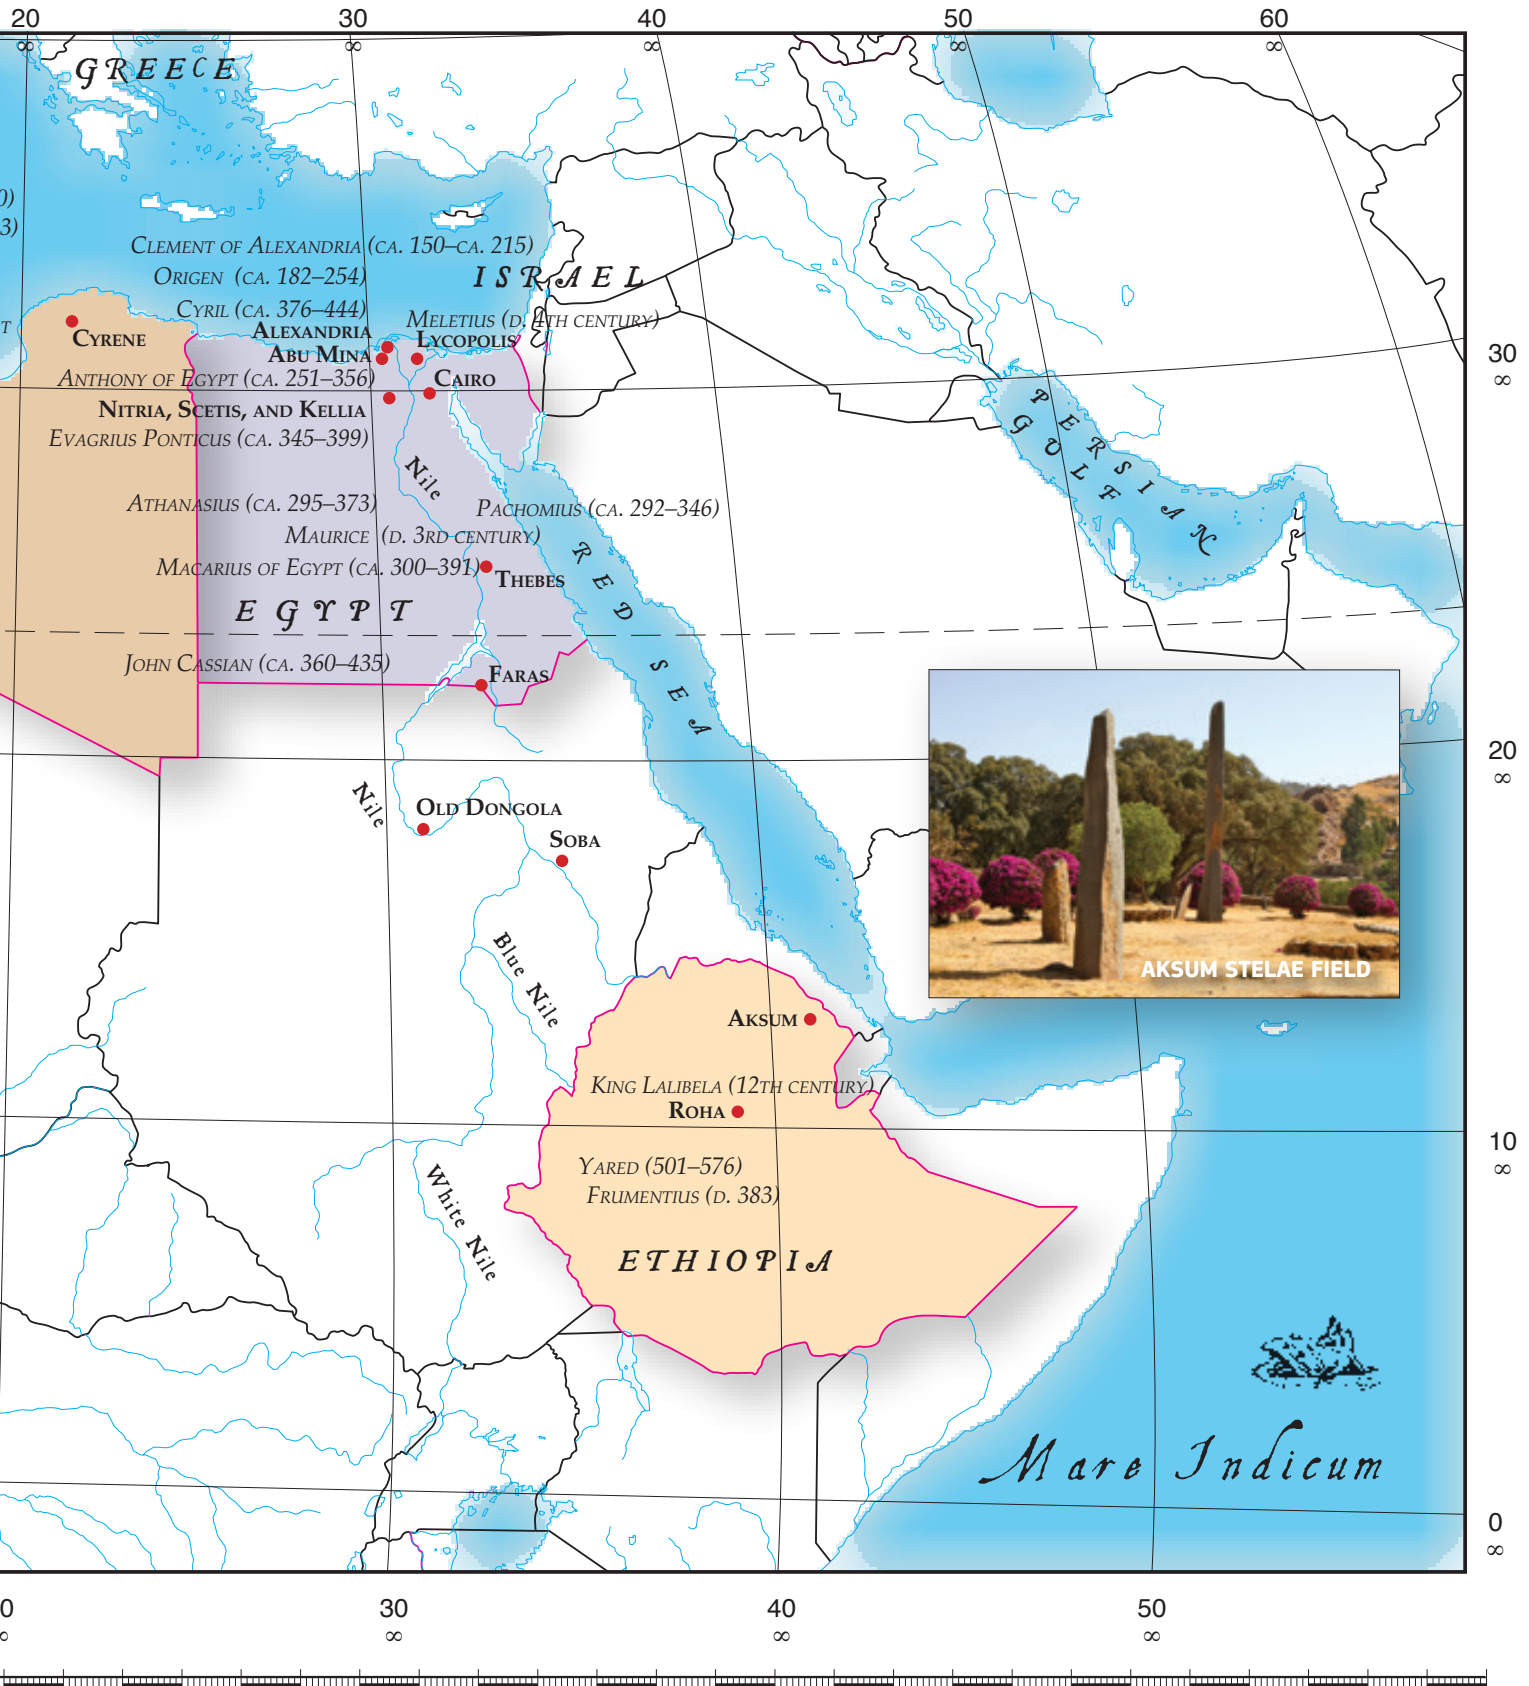 20 30 40 50 60
∞ ∞ ∞ ∞ ∞
GREECE
0)
3)
CLEMENT OF ALEXANDRIA (CA. 150–CA. 215)
ORIGEN (CA. 182–254)
ISRAEL
CYRIL (CA. 376–444)
MELETIUS (D. 4TH CENTURY)
T
CYRENE
ALEXANDRIA
LYCOPOLIS
ABU MINA
30
∞
ANTHONY OF EGYPT (CA. 251–356)
CAIRO
NITRIA, SCETIS, AND KELLIA
EVAGRIUS PONTICUS (CA. 345–399)
PERSIAN
GULF
Nile
ATHANASIUS (CA. 295–373)
PACHOMIUS (CA. 292–346)
MAURICE (D. 3RD CENTURY)
MACARIUS OF EGYPT (CA. 300–391)
THEBES
RED SEA
EGYPT
JOHN CASSIAN (CA. 360–435)
FARAS
20
∞
Nile
OLD DONGOLA
SOBA
Blue Nile
AKSUM STELAE FIELD
AKSUM
KING LALIBELA (12TH CENTURY)
ROHA
10
∞
YARED (501–576)
FRUMENTIUS (D. 383)
White Nile
ETHIOPIA
Mare Indicum
0
∞
0 30 40 50
∞ ∞ ∞ ∞